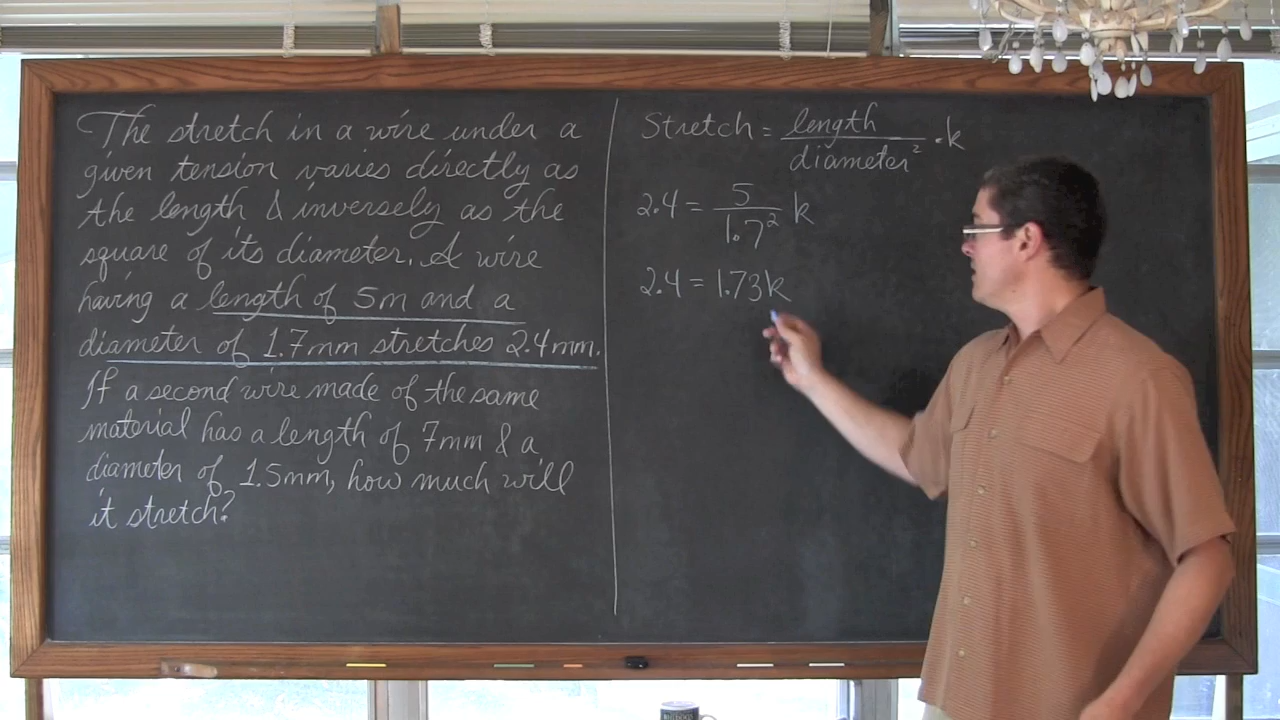 The stretch in a wire under a
given tension varies directly as
the length & inversely as the
square of its diameter. A wire
having a length of 5m and a
diameter of 1.7mm stretches 2.4mm.
If a second wire made of the same
material has a length of 7mm & a
diameter of 1.5mm, how much will
it stretch?
Stretch = length / diameter² · k
2.4 = 5 / 1.7² k
2.4 = 1.73k